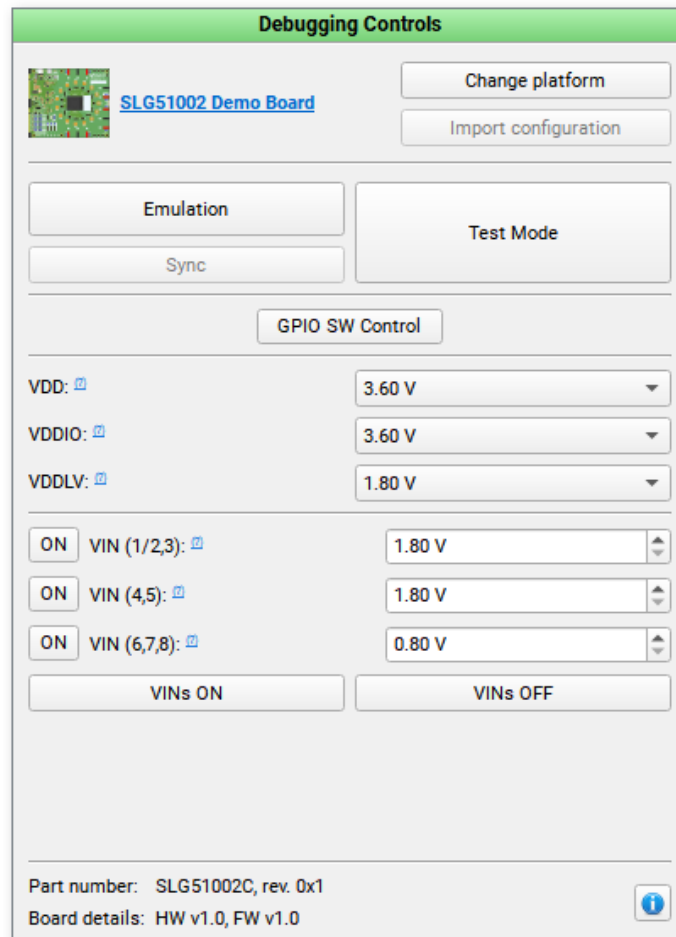 Debugging Controls
SLG51002 Demo Board
Change platform
Import configuration
Emulation
Test Mode
Sync
GPIO SW Control
VDD: [?] 3.60 V
VDDIO: [?] 3.60 V
VDDLV: [?] 1.80 V
ON VIN (1/2,3): [?] 1.80 V
ON VIN (4,5): [?] 1.80 V
ON VIN (6,7,8): [?] 0.80 V
VINs ON VINs OFF
Part number: SLG51002C, rev. 0x1
Board details: HW v1.0, FW v1.0